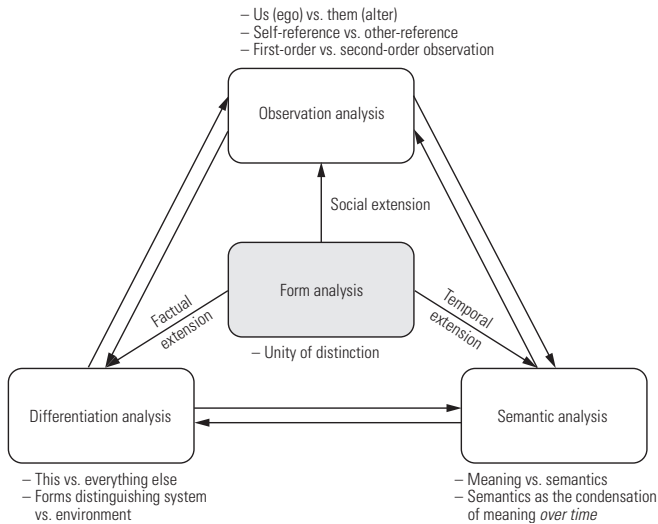 – Us (ego) vs. them (alter)
– Self-reference vs. other-reference
– First-order vs. second-order observation
Observation analysis
Social extension
Form analysis
Factual
extension
Temporal
extension
– Unity of distinction
Differentiation analysis
Semantic analysis
– This vs. everything else
– Forms distinguishing system
vs. environment
– Meaning vs. semantics
– Semantics as the condensation
of meaning over time